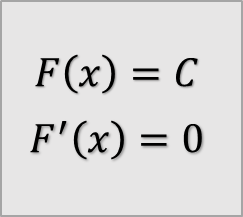 F(x) = C
F′(x) = 0